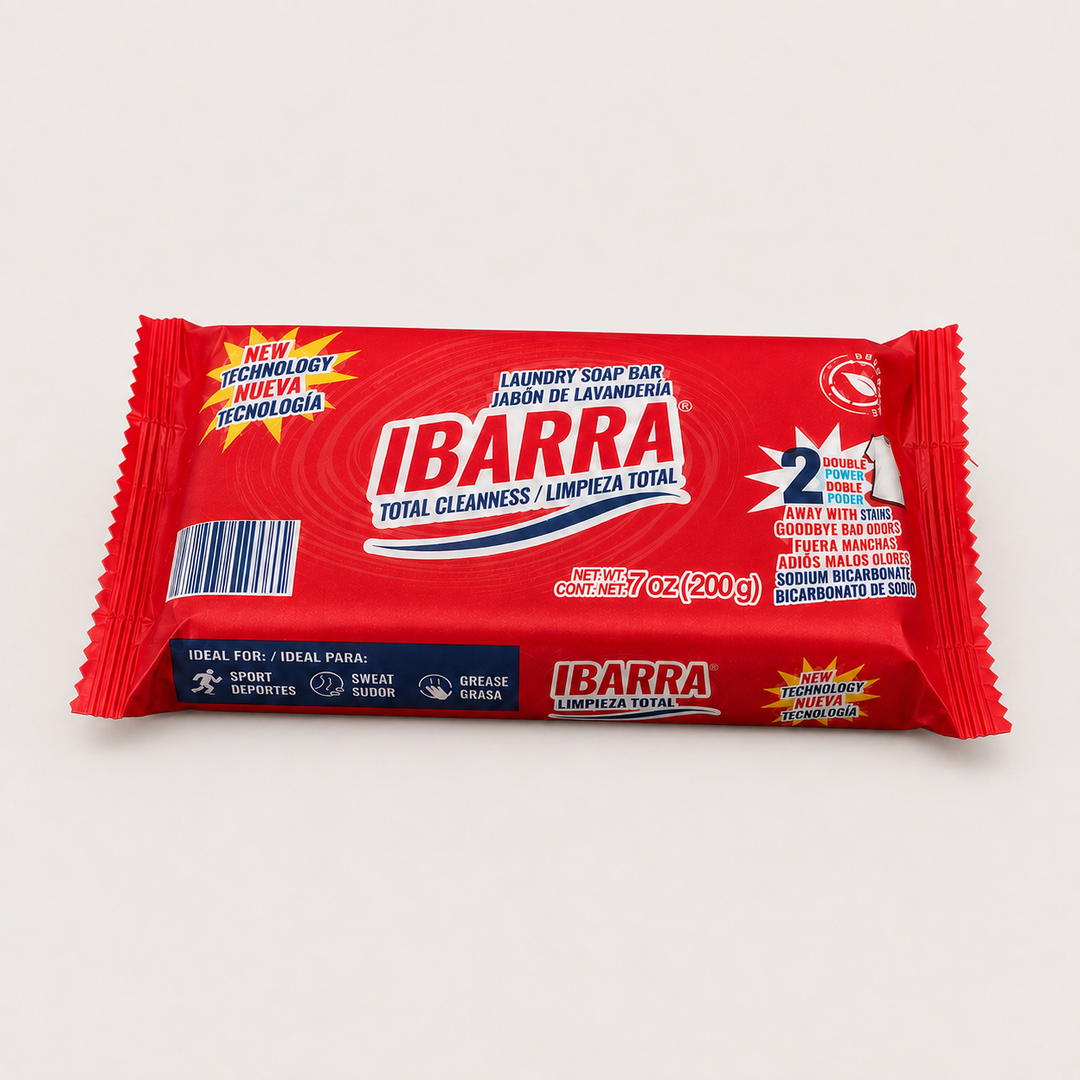 NEW
TECHNOLOGY
NUEVA
TECNOLOGÍA
LAUNDRY SOAP BAR
JABÓN DE LAVANDERÍA
IBARRA®
TOTAL CLEANNESS / LIMPIEZA TOTAL
2 DOUBLE
POWER
DOBLE
PODER
AWAY WITH STAINS
GOODBYE BAD ODORS
FUERA MANCHAS
ADIÓS MALOS OLORES
SODIUM BICARBONATE
BICARBONATO DE SODIO
NET.WT.
CONT. NET. 7 oz (200 g)
IDEAL FOR: / IDEAL PARA:
SPORT
DEPORTES
SWEAT
SUDOR
GREASE
GRASA
IBARRA®
LIMPIEZA TOTAL
NEW
TECHNOLOGY
NUEVA
TECNOLOGÍA